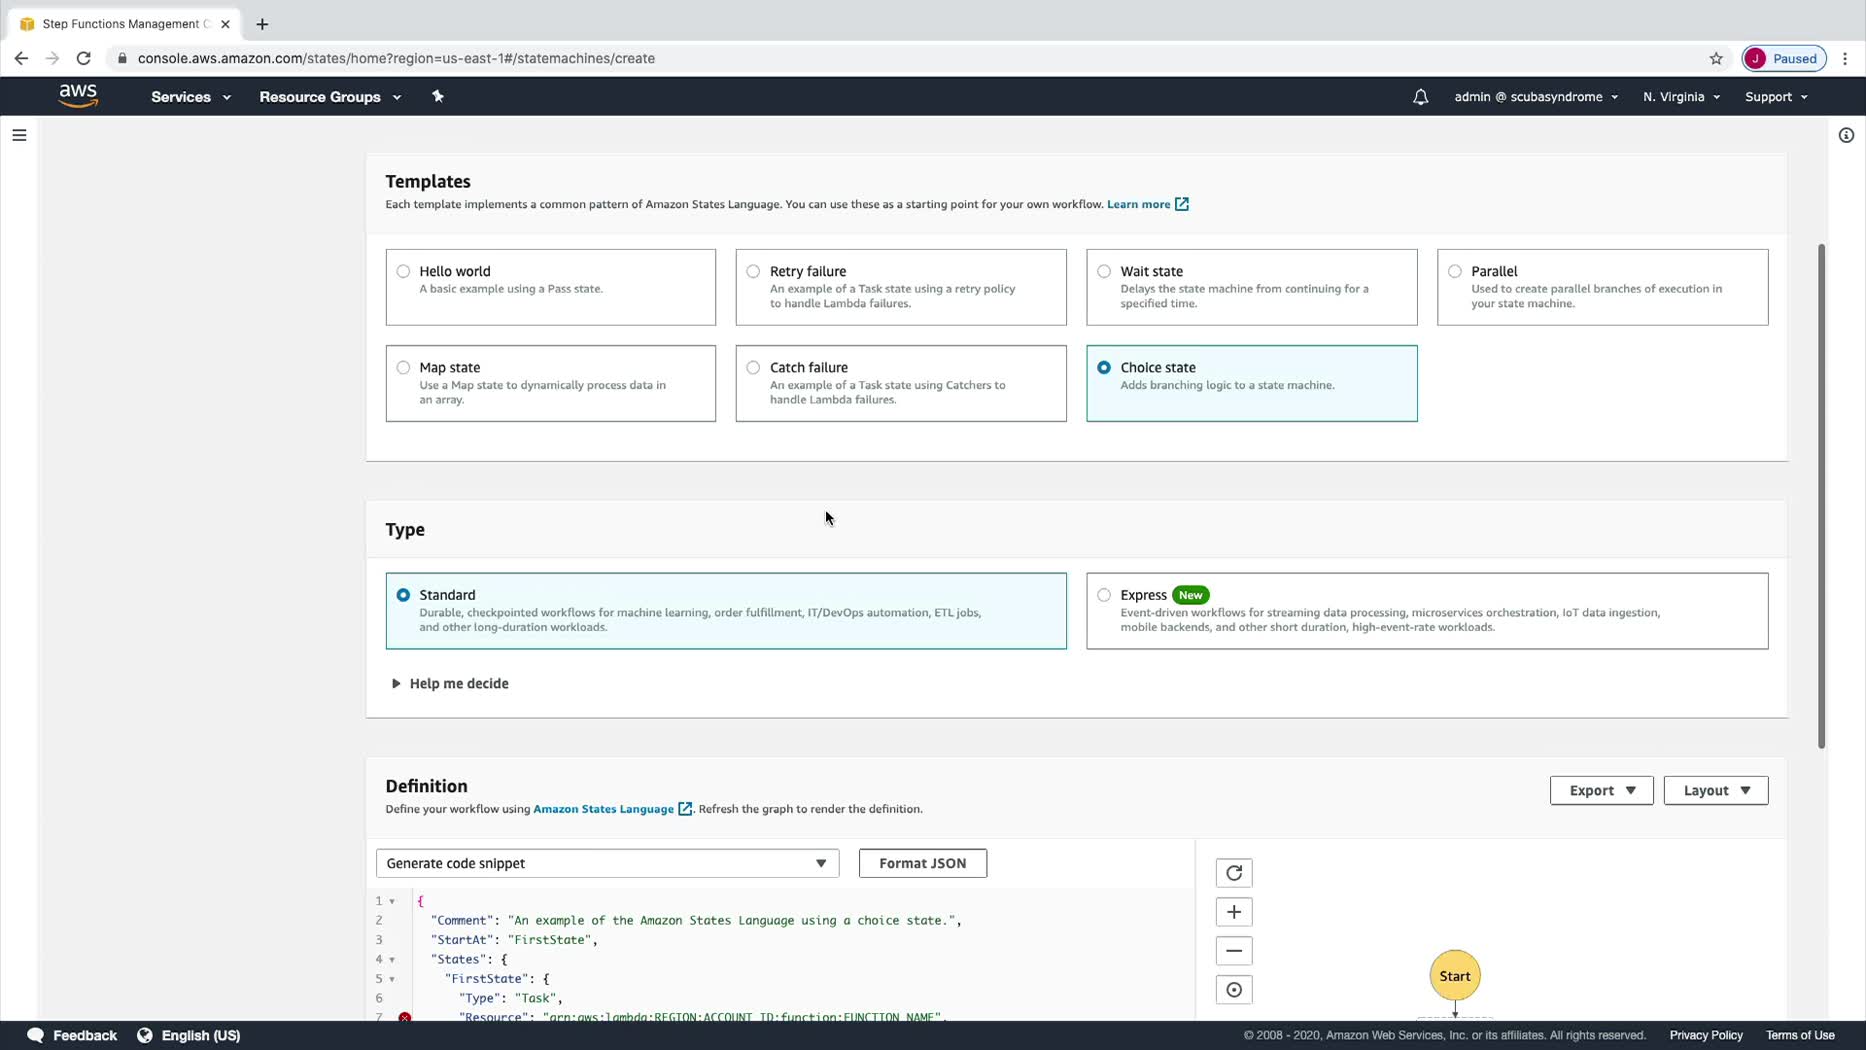 Step Functions Management C
console.aws.amazon.com/states/home?region=us-east-1#/statemachines/create
J Paused
aws Services Resource Groups admin @ scubasyndrome N. Virginia Support
Templates
Each template implements a common pattern of Amazon States Language. You can use these as a starting point for your own workflow. Learn more
Hello world
A basic example using a Pass state.
Retry failure
An example of a Task state using a retry policy
to handle Lambda failures.
Wait state
Delays the state machine from continuing for a
specified time.
Parallel
Used to create parallel branches of execution in
your state machine.
Map state
Use a Map state to dynamically process data in
an array.
Catch failure
An example of a Task state using Catchers to
handle Lambda failures.
Choice state
Adds branching logic to a state machine.
Type
Standard
Durable, checkpointed workflows for machine learning, order fulfillment, IT/DevOps automation, ETL jobs,
and other long-duration workloads.
Express New
Event-driven workflows for streaming data processing, microservices orchestration, IoT data ingestion,
mobile backends, and other short duration, high-event-rate workloads.
Help me decide
Definition
Define your workflow using Amazon States Language . Refresh the graph to render the definition.
Export Layout
Generate code snippet Format JSON
1 {
2 "Comment": "An example of the Amazon States Language using a choice state.",
3 "StartAt": "FirstState",
4 "States": {
5 "FirstState": {
6 "Type": "Task",
7 "Resource": "arn:aws:lambda:REGION:ACCOUNT_ID:function:FUNCTION_NAME",
Start
Feedback English (US) © 2008 - 2020, Amazon Web Services, Inc. or its affiliates. All rights reserved. Privacy Policy Terms of Use